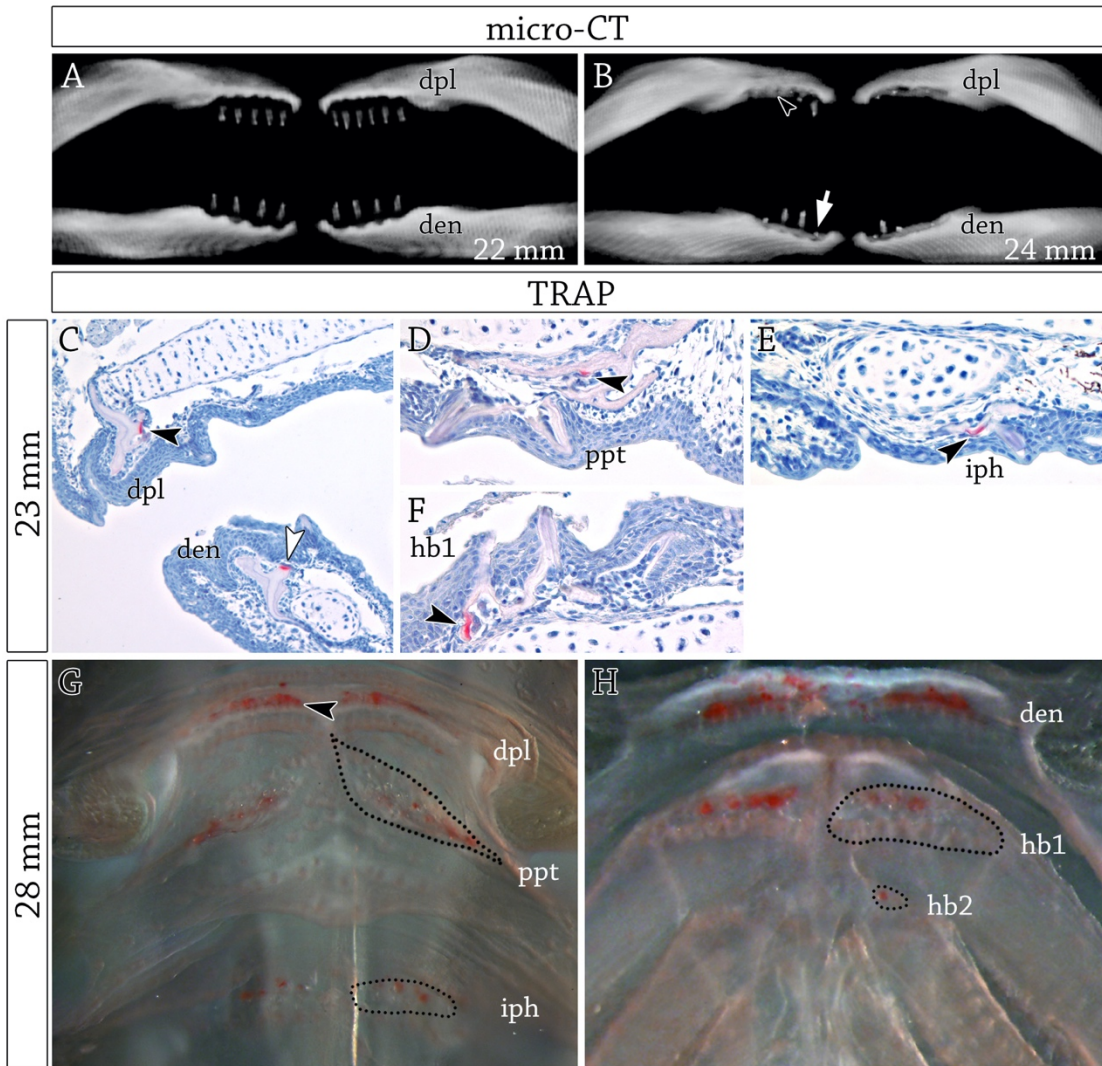 micro-CT
A
dpl
den
22 mm
B
dpl
den
24 mm
TRAP
23 mm
C
dpl
den
D
ppt
E
iph
F
hb1
28 mm
G
dpl
ppt
iph
H
den
hb1
hb2